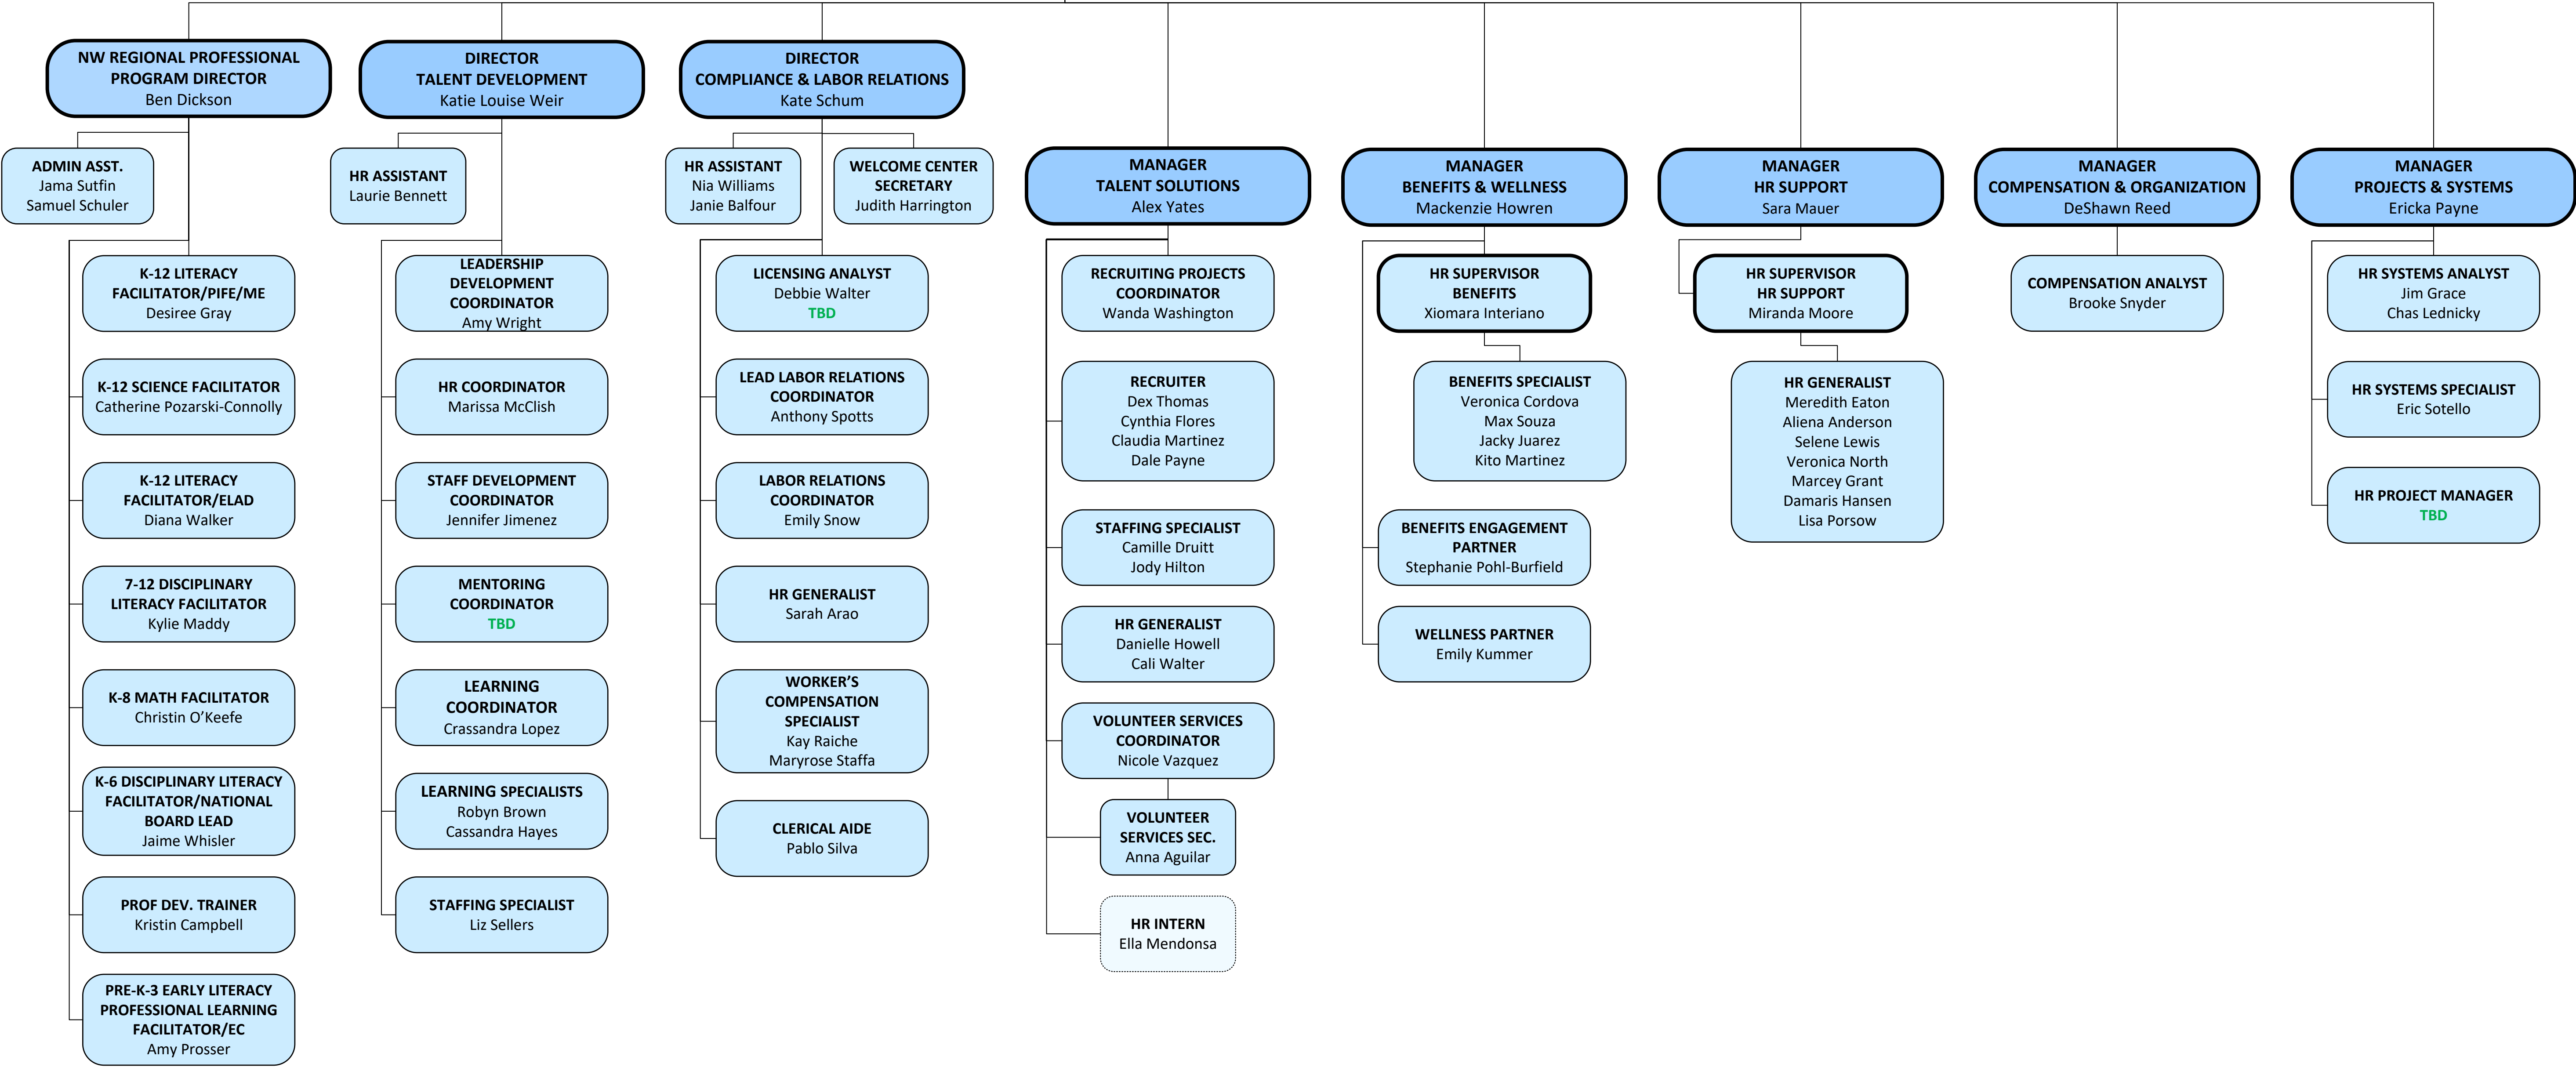 NW REGIONAL PROFESSIONAL
PROGRAM DIRECTOR
Ben Dickson
ADMIN ASST.
Jama Sutfin
Samuel Schuler
K-12 LITERACY
FACILITATOR/PIFE/ME
Desiree Gray
K-12 SCIENCE FACILITATOR
Catherine Pozarski-Connolly
K-12 LITERACY
FACILITATOR/ELAD
Diana Walker
7-12 DISCIPLINARY
LITERACY FACILITATOR
Kylie Maddy
K-8 MATH FACILITATOR
Christin O’Keefe
K-6 DISCIPLINARY LITERACY
FACILITATOR/NATIONAL
BOARD LEAD
Jaime Whisler
PROF DEV. TRAINER
Kristin Campbell
PRE-K-3 EARLY LITERACY
PROFESSIONAL LEARNING
FACILITATOR/EC
Amy Prosser
DIRECTOR
TALENT DEVELOPMENT
Katie Louise Weir
HR ASSISTANT
Laurie Bennett
LEADERSHIP
DEVELOPMENT
COORDINATOR
Amy Wright
HR COORDINATOR
Marissa McClish
STAFF DEVELOPMENT
COORDINATOR
Jennifer Jimenez
MENTORING
COORDINATOR
TBD
LEARNING
COORDINATOR
Crassandra Lopez
LEARNING SPECIALISTS
Robyn Brown
Cassandra Hayes
STAFFING SPECIALIST
Liz Sellers
DIRECTOR
COMPLIANCE & LABOR RELATIONS
Kate Schum
HR ASSISTANT
Nia Williams
Janie Balfour
WELCOME CENTER
SECRETARY
Judith Harrington
LICENSING ANALYST
Debbie Walter
TBD
LEAD LABOR RELATIONS
COORDINATOR
Anthony Spotts
LABOR RELATIONS
COORDINATOR
Emily Snow
HR GENERALIST
Sarah Arao
WORKER’S
COMPENSATION
SPECIALIST
Kay Raiche
Maryrose Staffa
CLERICAL AIDE
Pablo Silva
MANAGER
TALENT SOLUTIONS
Alex Yates
RECRUITING PROJECTS
COORDINATOR
Wanda Washington
RECRUITER
Dex Thomas
Cynthia Flores
Claudia Martinez
Dale Payne
STAFFING SPECIALIST
Camille Druitt
Jody Hilton
HR GENERALIST
Danielle Howell
Cali Walter
VOLUNTEER SERVICES
COORDINATOR
Nicole Vazquez
VOLUNTEER
SERVICES SEC.
Anna Aguilar
HR INTERN
Ella Mendonsa
MANAGER
BENEFITS & WELLNESS
Mackenzie Howren
HR SUPERVISOR
BENEFITS
Xiomara Interiano
BENEFITS SPECIALIST
Veronica Cordova
Max Souza
Jacky Juarez
Kito Martinez
BENEFITS ENGAGEMENT
PARTNER
Stephanie Pohl-Burfield
WELLNESS PARTNER
Emily Kummer
MANAGER
HR SUPPORT
Sara Mauer
HR SUPERVISOR
HR SUPPORT
Miranda Moore
HR GENERALIST
Meredith Eaton
Aliena Anderson
Selene Lewis
Veronica North
Marcey Grant
Damaris Hansen
Lisa Porsow
MANAGER
COMPENSATION & ORGANIZATION
DeShawn Reed
COMPENSATION ANALYST
Brooke Snyder
MANAGER
PROJECTS & SYSTEMS
Ericka Payne
HR SYSTEMS ANALYST
Jim Grace
Chas Lednicky
HR SYSTEMS SPECIALIST
Eric Sotello
HR PROJECT MANAGER
TBD